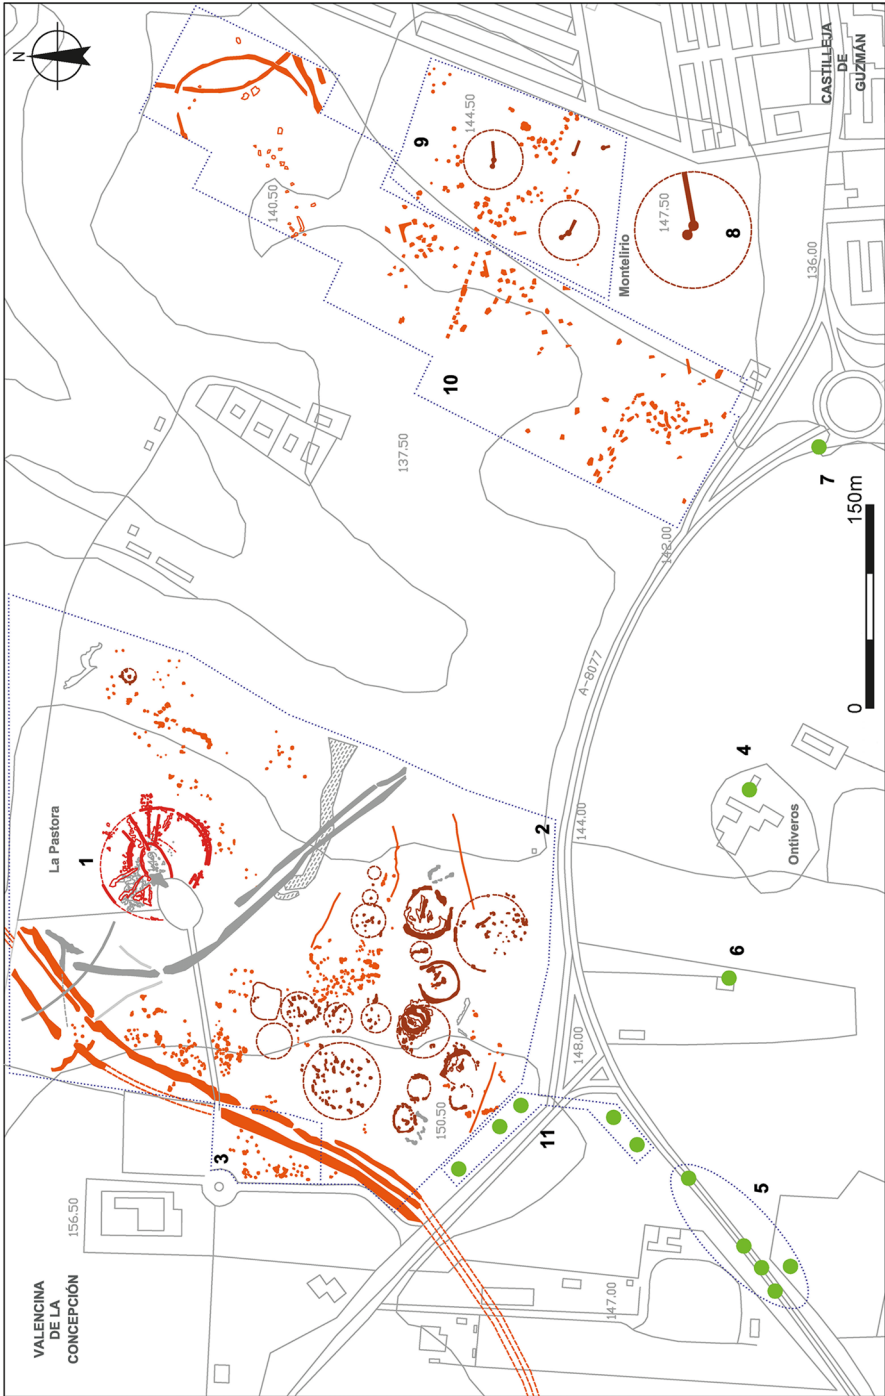 N
VALENCINA
DE LA
CONCEPCIÓN
156.50
3
La Pastora
1
140.50
137.50
10
9
144.50
Montelirio
147.50
8
CASTILLEJA
DE
GUZMÁN
136.00
142.00
A-8077
2
144.00
148.00
150.50
11
147.00
5
6
4
Ontiveros
7
0
150m